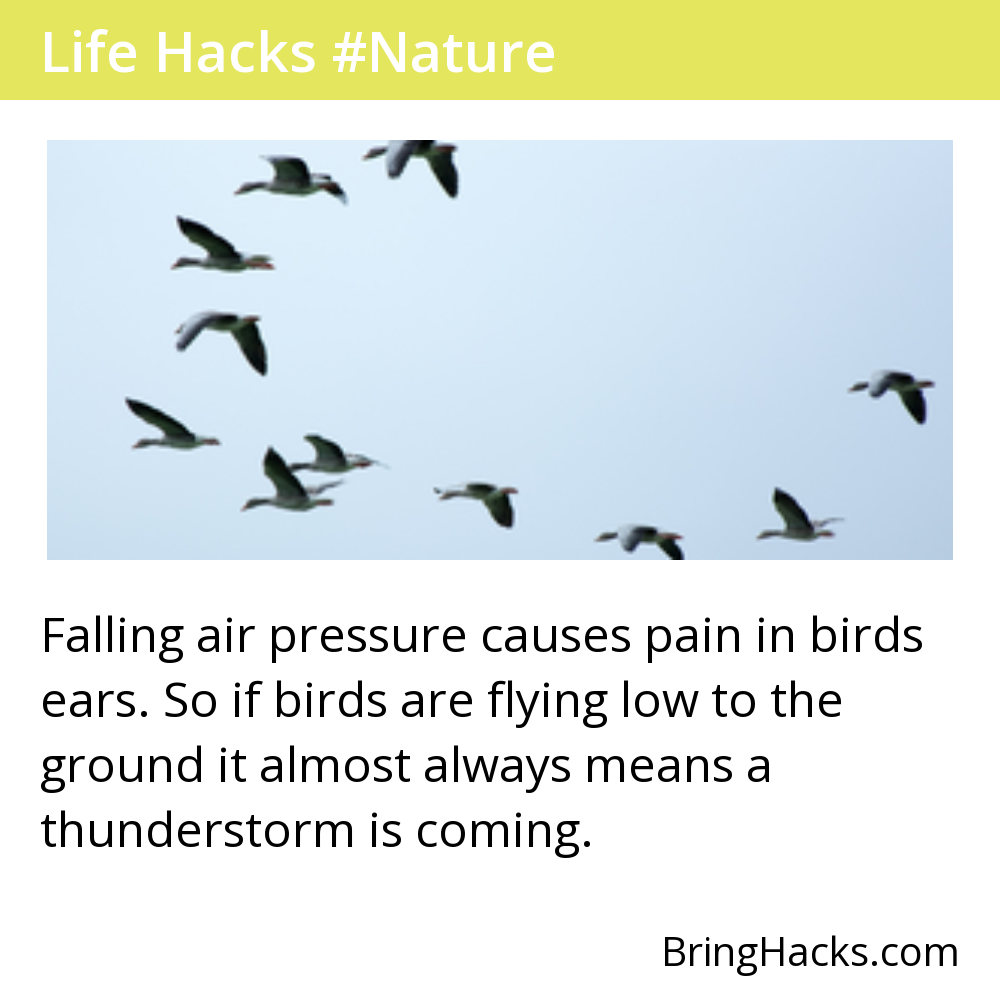 Life Hacks #Nature
Falling air pressure causes pain in birds
ears. So if birds are flying low to the
ground it almost always means a
thunderstorm is coming.
BringHacks.com